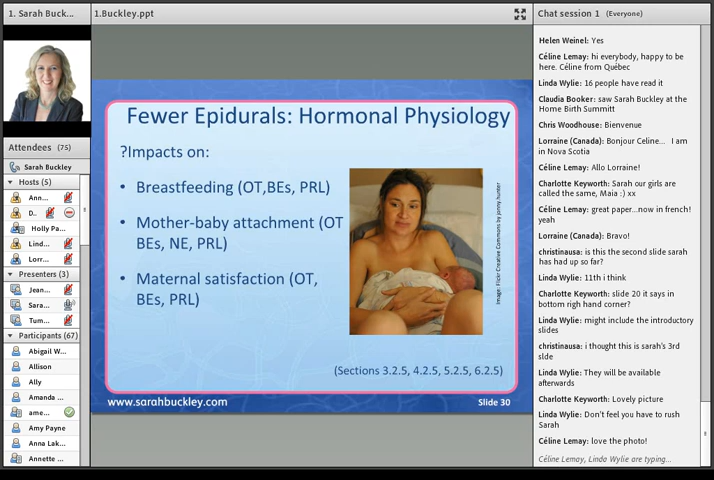 1. Sarah Buck...
1.Buckley.ppt
Chat session 1 (Everyone)
Attendees (75)
Sarah Buckley
Hosts (5)
Ann...
D..
Holly Pa...
Lind...
Lorr...
Presenters (3)
Jean...
Sara...
Tum...
Participants (67)
Abigail W...
Allison
Ally
Amanda ...
ame...
Amy Payne
Anna Lak...
Annette ...
Fewer Epidurals: Hormonal Physiology
?Impacts on:
• Breastfeeding (OT,BEs, PRL)
• Mother-baby attachment (OT
BEs, NE, PRL)
• Maternal satisfaction (OT,
BEs, PRL)
Image: Flickr Creative Commons by jonny.hunter
(Sections 3.2.5, 4.2.5, 5.2.5, 6.2.5)
www.sarahbuckley.com
Slide 30
Helen Weinel: Yes
Céline Lemay: hi everybody, happy to
be here. Céline from Québec
Linda Wylie: 16 people have read it
Claudia Booker: saw Sarah Buckley at the
Home Birth Summitt
Chris Woodhouse: Bienvenue
Lorraine (Canada): Bonjour Celine... I am
in Nova Scotia
Céline Lemay: Allo Lorraine!
Charlotte Keyworth: Sarah our girls are
called the same, Maia :) xx
Céline Lemay: great paper...now in french!
yeah
Lorraine (Canada): Bravo!
christinausa: is this the second slide sarah
has had up so far?
Linda Wylie: 11th i think
Charlotte Keyworth: slide 20 it says in
bottom righ hand corner?
Linda Wylie: might include the introductory
slides
christinausa: i thought this is sarah's 3rd
slde
Linda Wylie: They will be available
afterwards
Charlotte Keyworth: Lovely picture
Linda Wylie: Don't feel you have to rush
Sarah
Céline Lemay: love the photo!
Céline Lemay, Linda Wylie are typing...